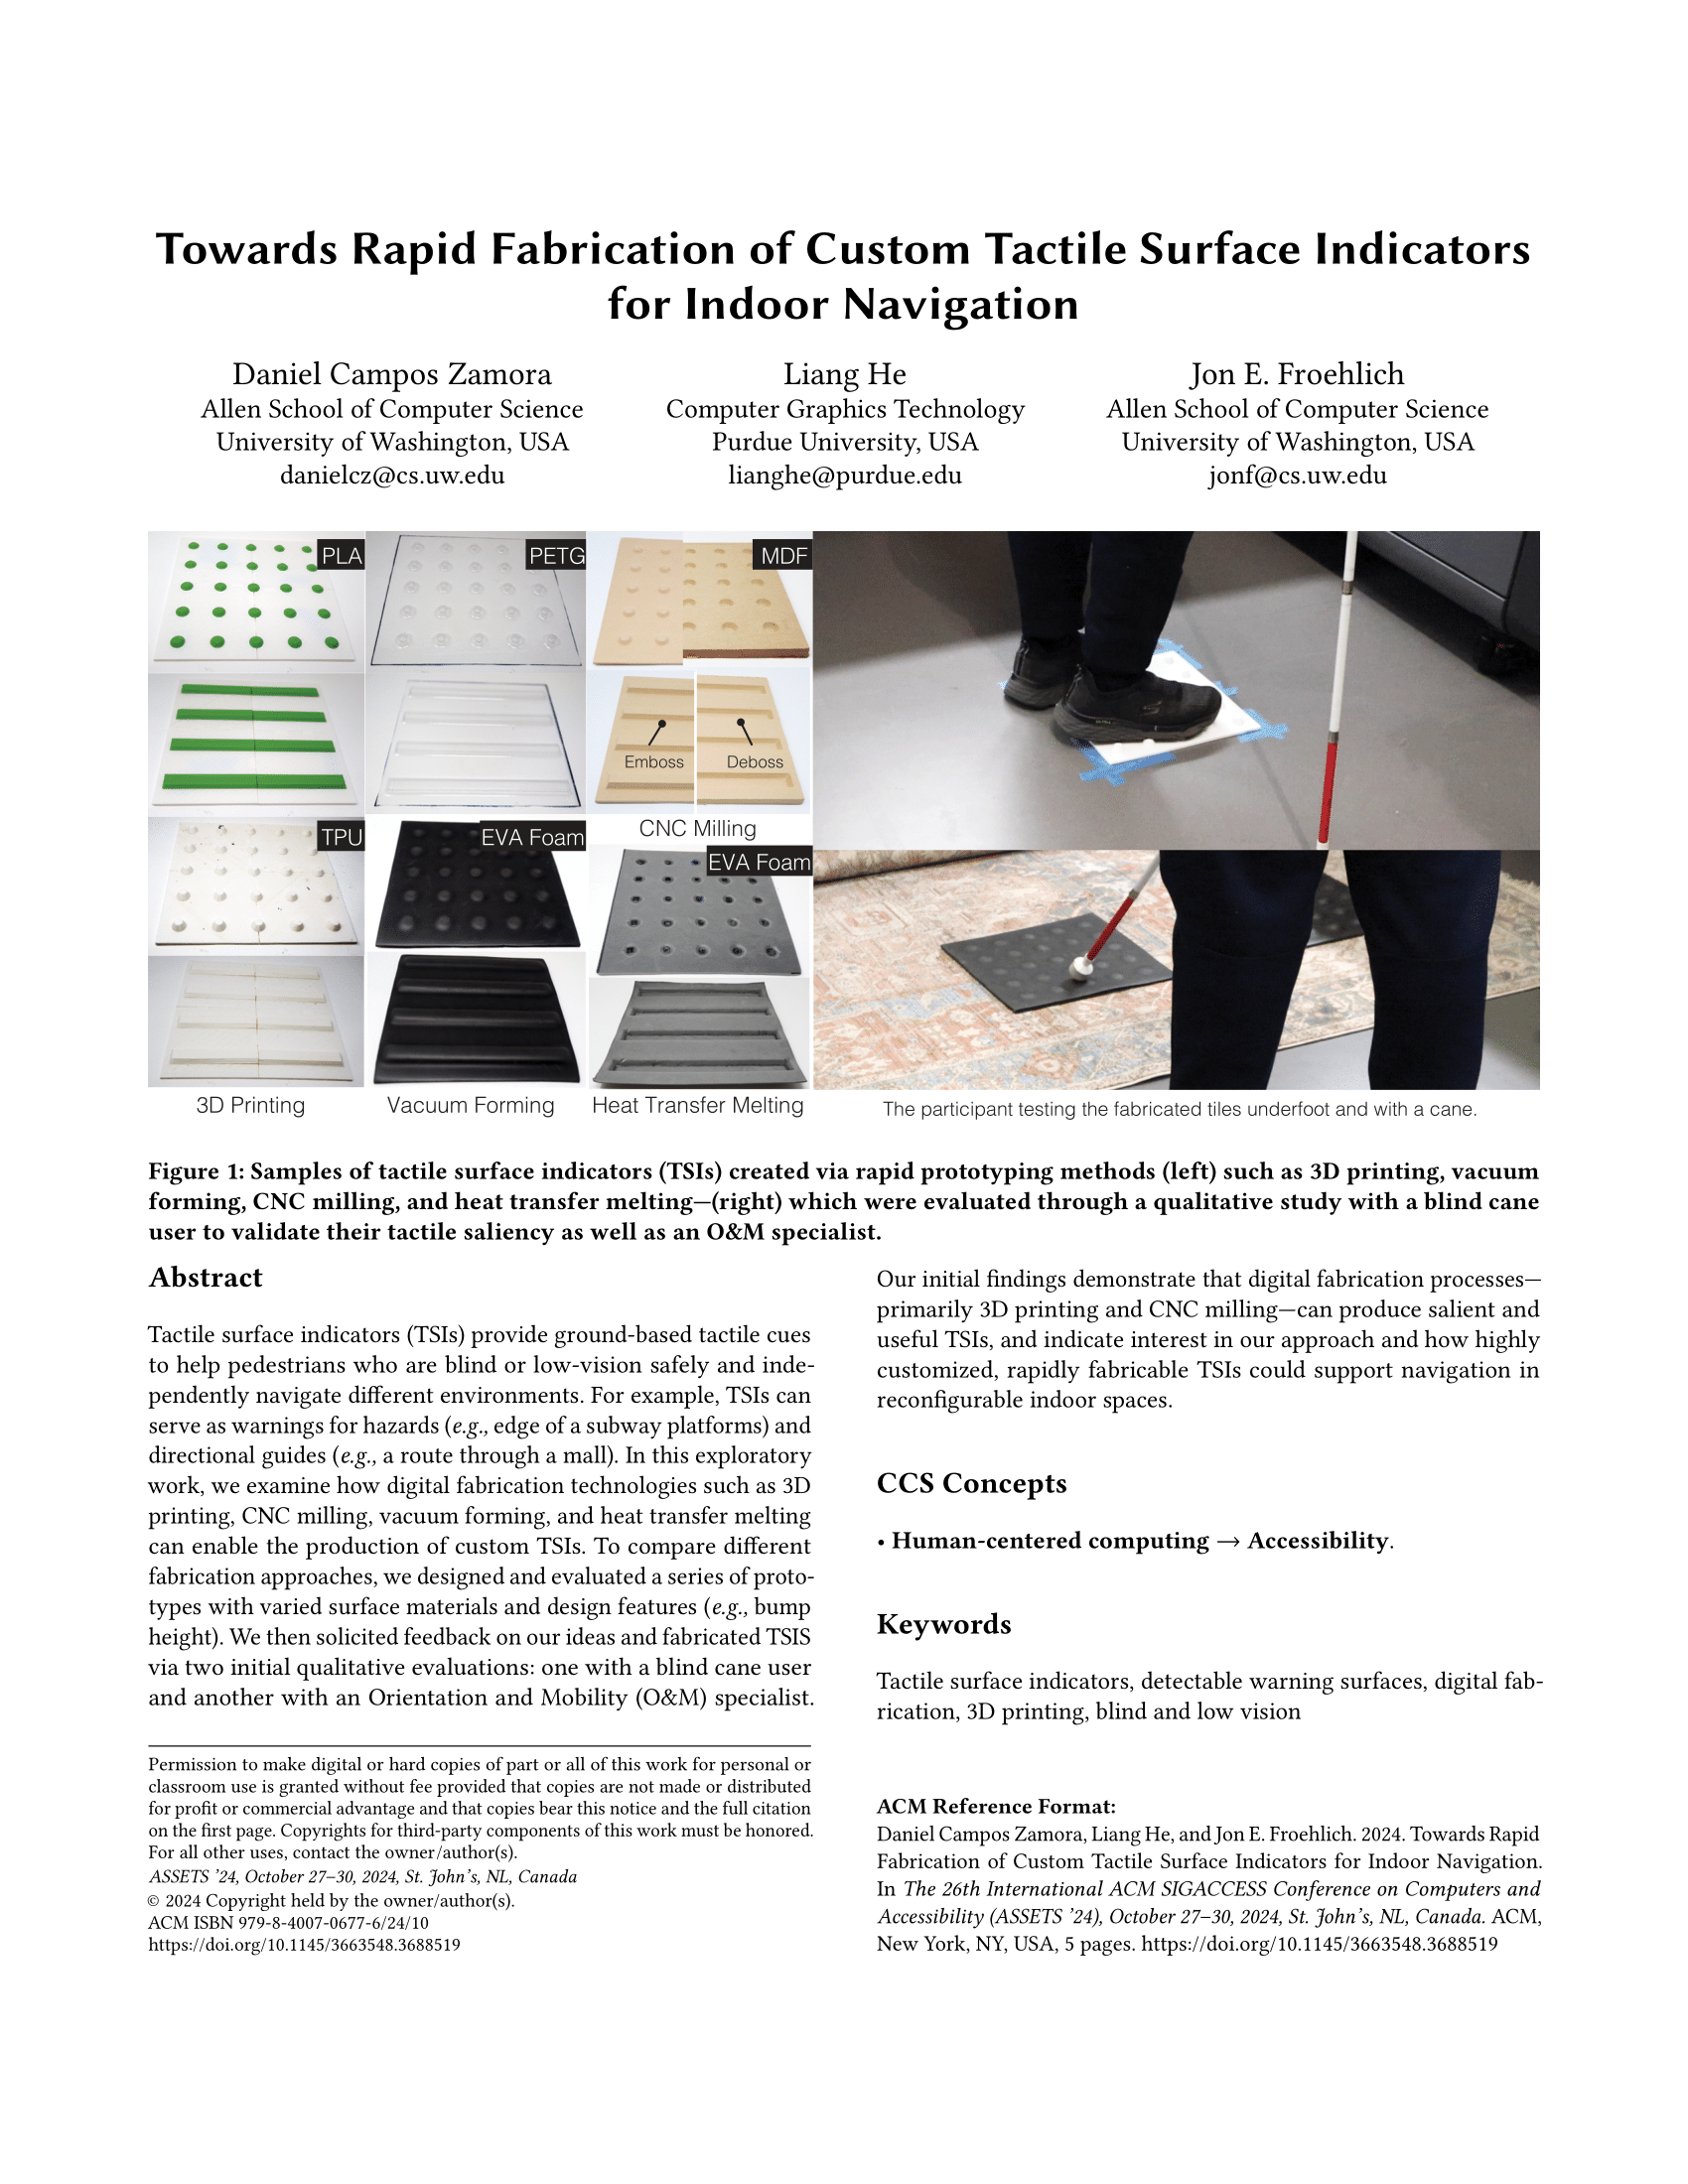 Towards Rapid Fabrication of Custom Tactile Surface Indicators
for Indoor Navigation
Daniel Campos Zamora
Allen School of Computer Science
University of Washington, USA
danielcz@cs.uw.edu
Liang He
Computer Graphics Technology
Purdue University, USA
lianghe@purdue.edu
Jon E. Froehlich
Allen School of Computer Science
University of Washington, USA
jonf@cs.uw.edu
PLA
PETG
MDF
Emboss
Deboss
CNC Milling
TPU
EVA Foam
EVA Foam
3D Printing
Vacuum Forming
Heat Transfer Melting
The participant testing the fabricated tiles underfoot and with a cane.
Figure 1: Samples of tactile surface indicators (TSIs) created via rapid prototyping methods (left) such as 3D printing, vacuum
forming, CNC milling, and heat transfer melting—(right) which were evaluated through a qualitative study with a blind cane
user to validate their tactile saliency as well as an O&M specialist.
Abstract
Tactile surface indicators (TSIs) provide ground-based tactile cues
to help pedestrians who are blind or low-vision safely and inde-
pendently navigate different environments. For example, TSIs can
serve as warnings for hazards (e.g., edge of a subway platforms) and
directional guides (e.g., a route through a mall). In this exploratory
work, we examine how digital fabrication technologies such as 3D
printing, CNC milling, vacuum forming, and heat transfer melting
can enable the production of custom TSIs. To compare different
fabrication approaches, we designed and evaluated a series of proto-
types with varied surface materials and design features (e.g., bump
height). We then solicited feedback on our ideas and fabricated TSIS
via two initial qualitative evaluations: one with a blind cane user
and another with an Orientation and Mobility (O&M) specialist.
Permission to make digital or hard copies of part or all of this work for personal or
classroom use is granted without fee provided that copies are not made or distributed
for profit or commercial advantage and that copies bear this notice and the full citation
on the first page. Copyrights for third-party components of this work must be honored.
For all other uses, contact the owner/author(s).
ASSETS '24, October 27–30, 2024, St. John's, NL, Canada
© 2024 Copyright held by the owner/author(s).
ACM ISBN 979-8-4007-0677-6/24/10
https://doi.org/10.1145/3663548.3688519
Our initial findings demonstrate that digital fabrication processes—
primarily 3D printing and CNC milling—can produce salient and
useful TSIs, and indicate interest in our approach and how highly
customized, rapidly fabricable TSIs could support navigation in
reconfigurable indoor spaces.
CCS Concepts
• Human-centered computing → Accessibility.
Keywords
Tactile surface indicators, detectable warning surfaces, digital fab-
rication, 3D printing, blind and low vision
ACM Reference Format:
Daniel Campos Zamora, Liang He, and Jon E. Froehlich. 2024. Towards Rapid
Fabrication of Custom Tactile Surface Indicators for Indoor Navigation.
In The 26th International ACM SIGACCESS Conference on Computers and
Accessibility (ASSETS '24), October 27–30, 2024, St. John's, NL, Canada. ACM,
New York, NY, USA, 5 pages. https://doi.org/10.1145/3663548.3688519